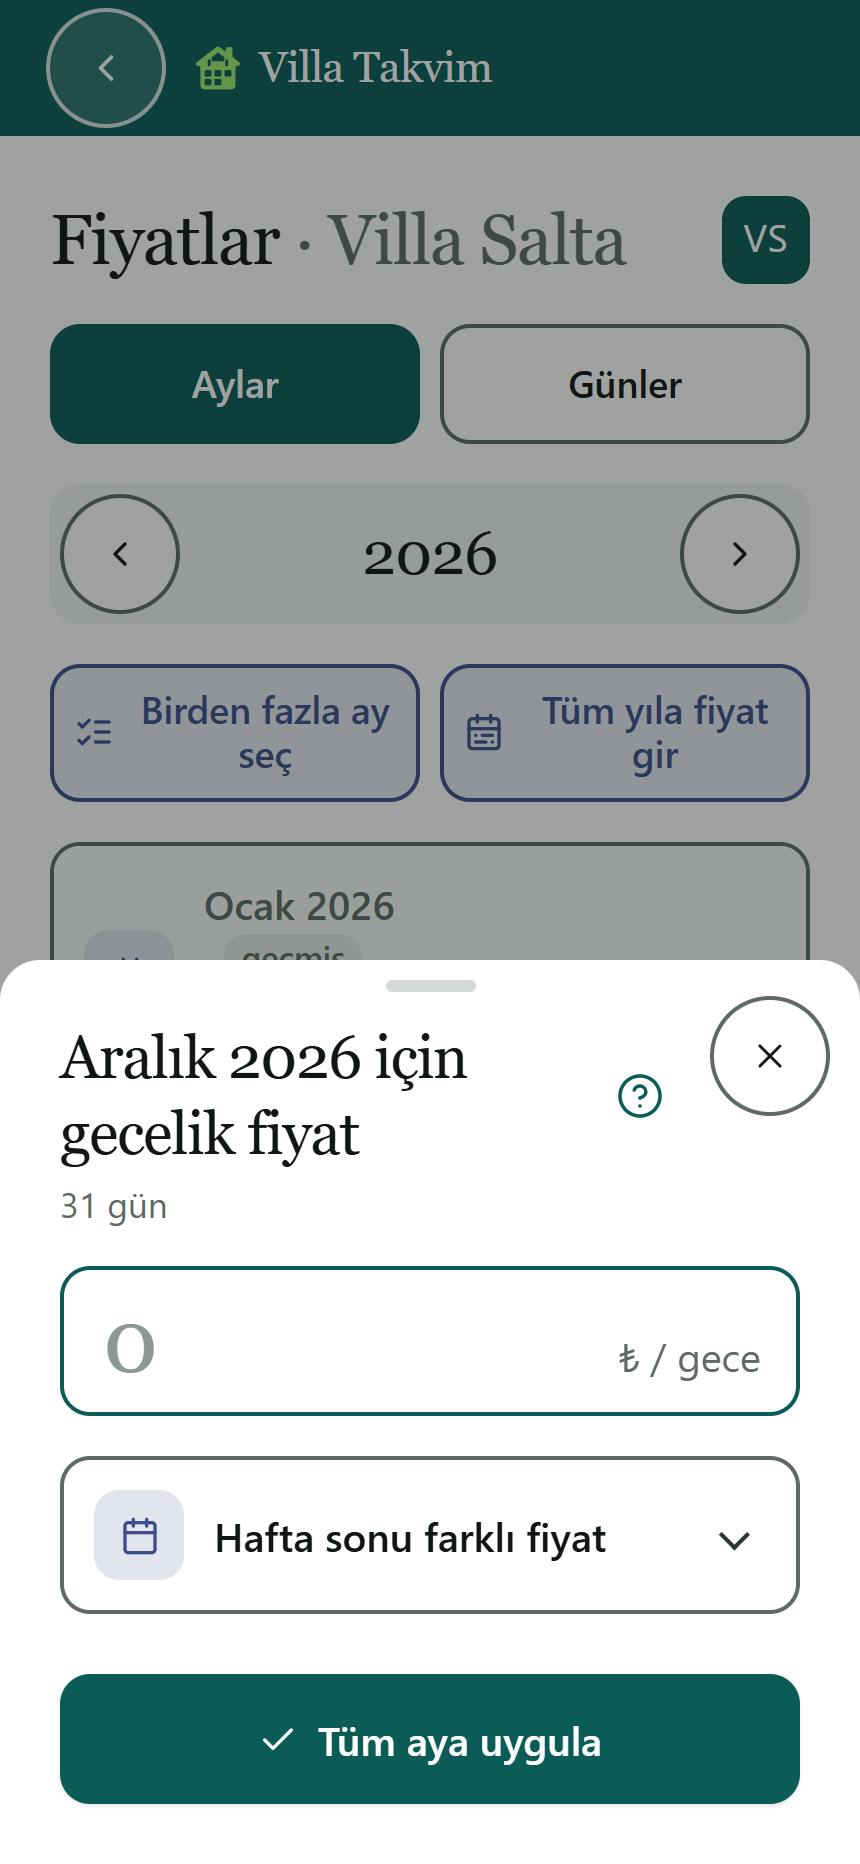 Villa Takvim
Fiyatlar · Villa Salta
VS
Aylar
Günler
2026
Birden fazla ay
seç
Tüm yıla fiyat
gir
Ocak 2026
geçmiş
Aralık 2026 için
gecelik fiyat
31 gün
0
₺ / gece
Hafta sonu farklı fiyat
Tüm aya uygula